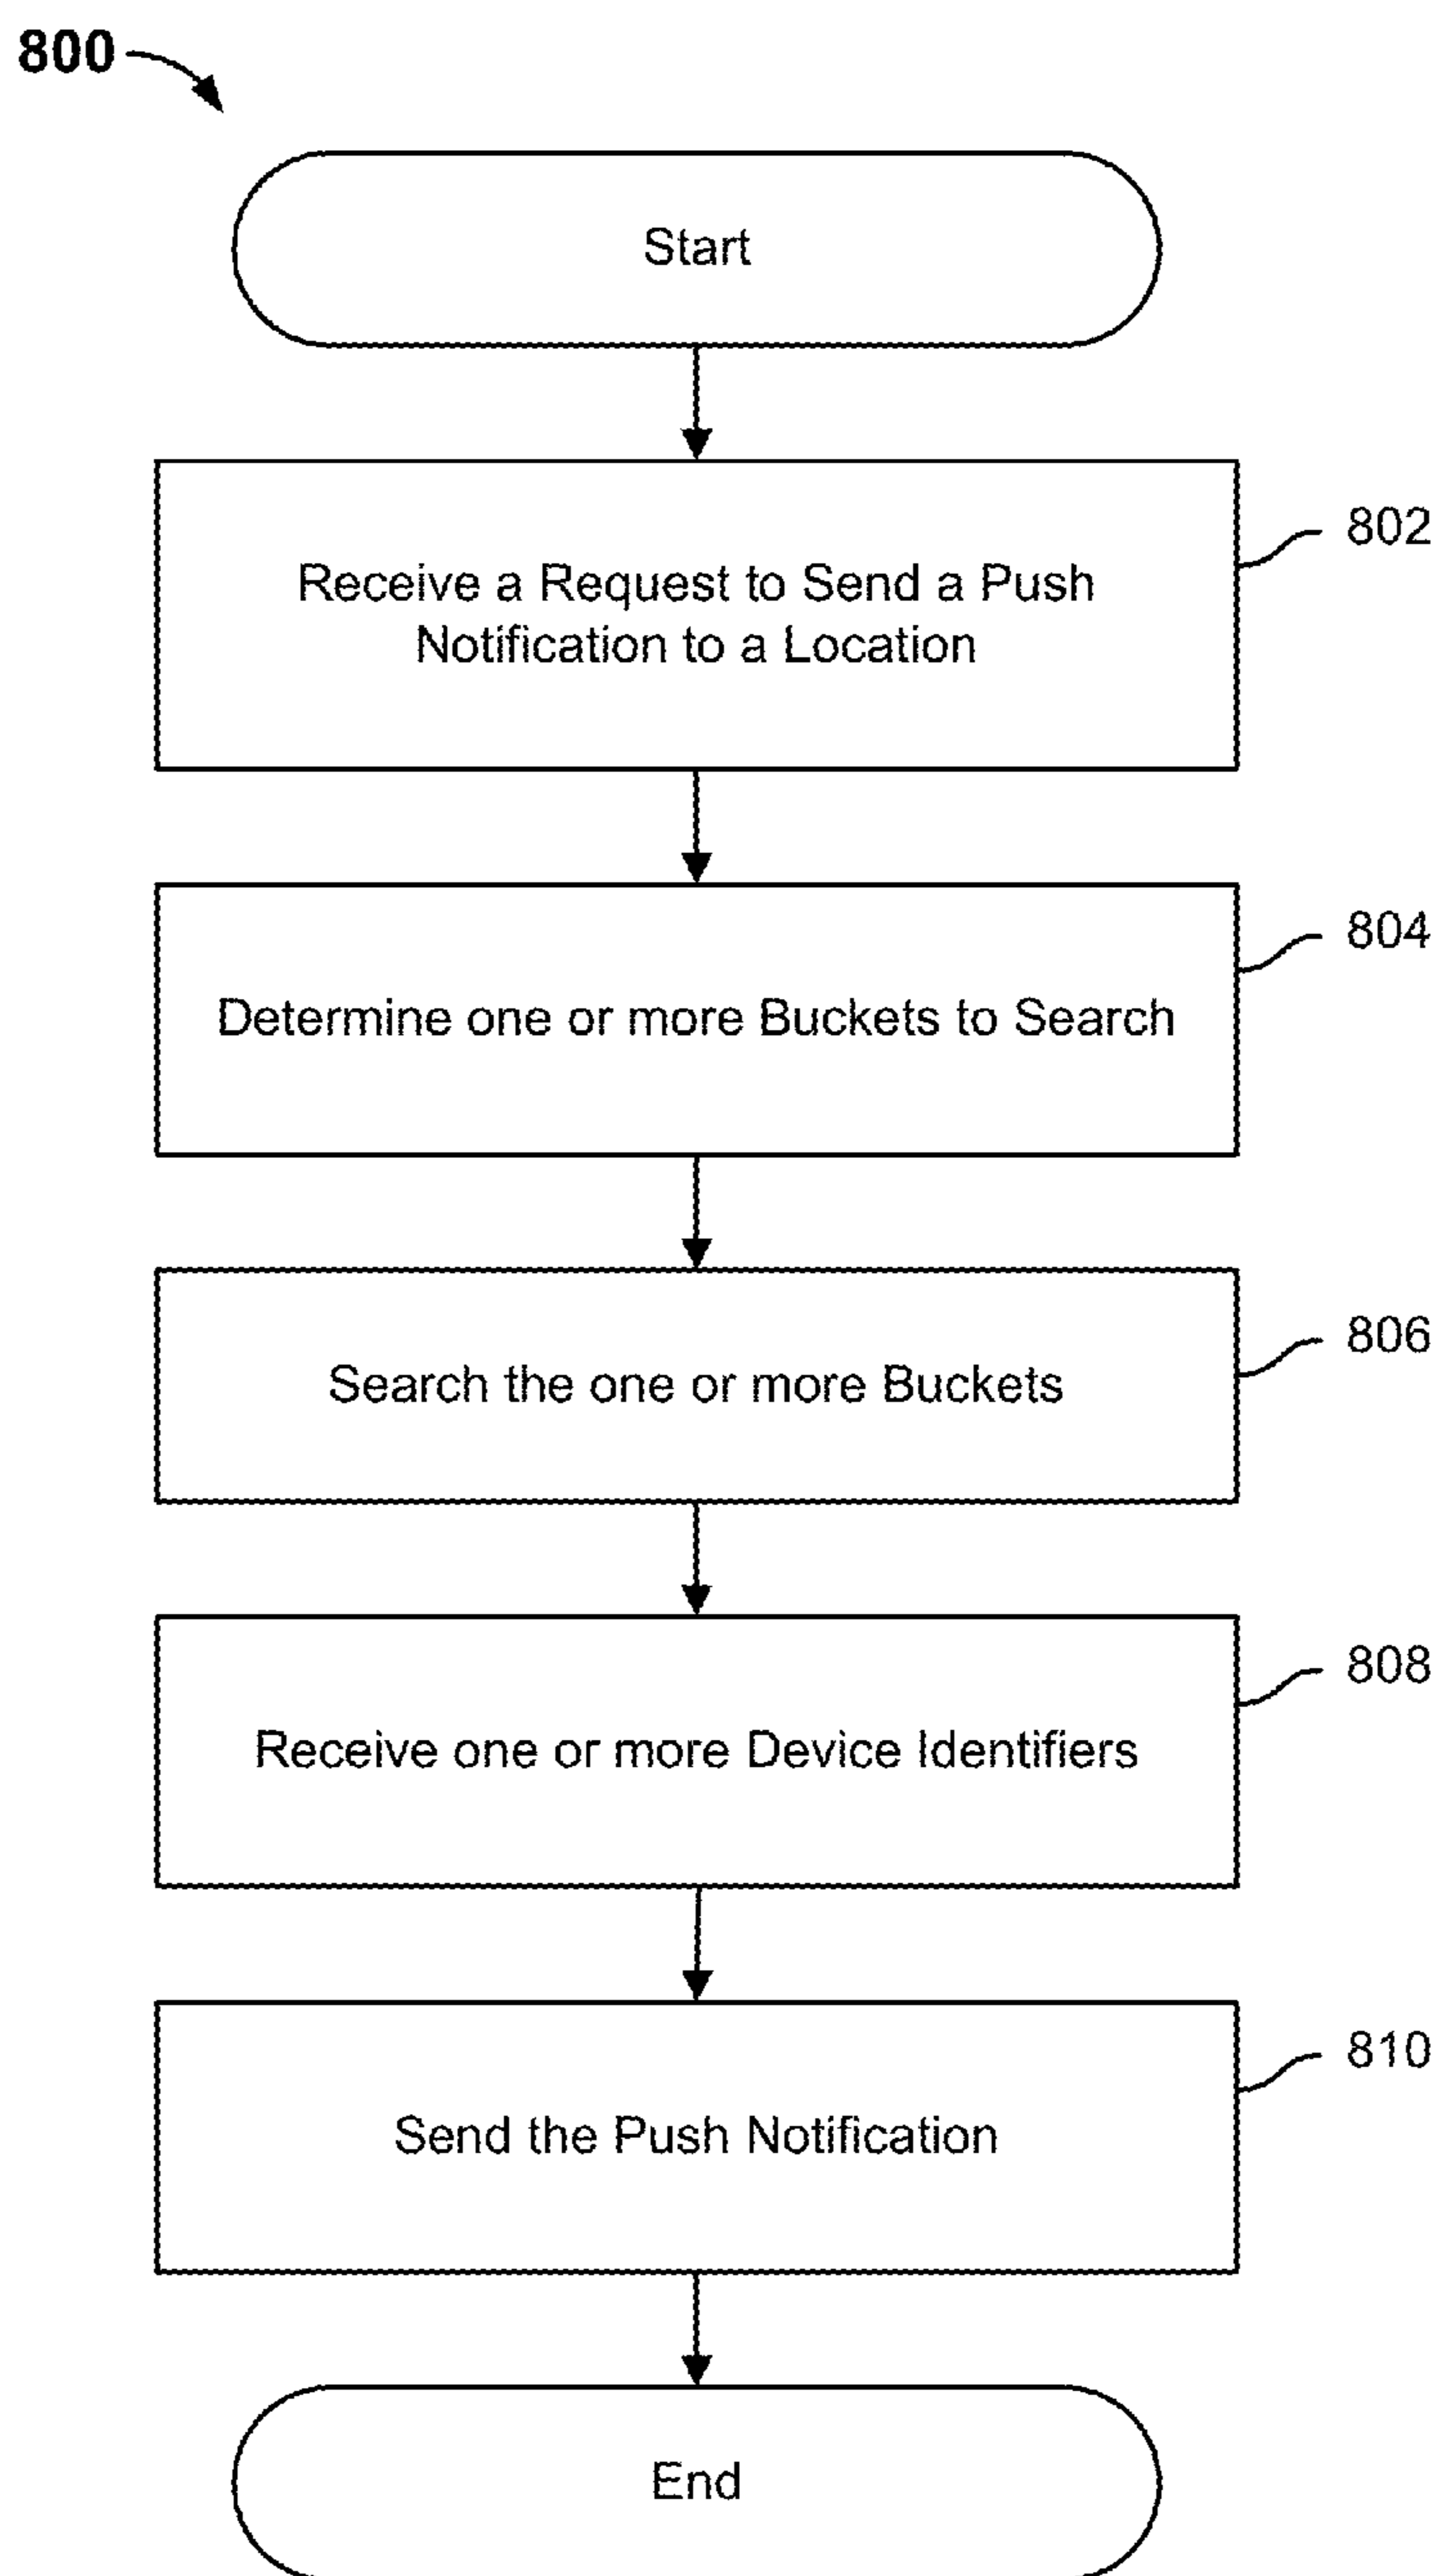 800
Start
Receive a Request to Send a Push
Notification to a Location
802
Determine one or more Buckets to Search
804
Search the one or more Buckets
806
Receive one or more Device Identifiers
808
Send the Push Notification
810
End